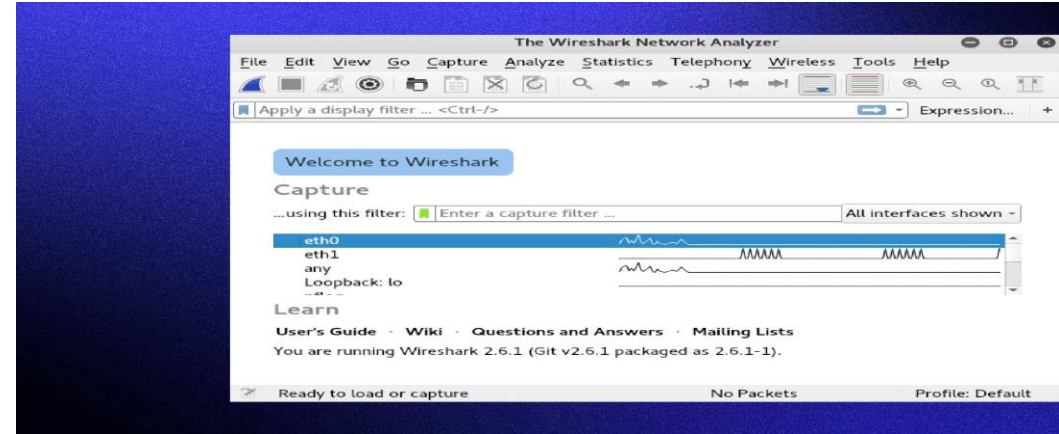 The Wireshark Network Analyzer
File Edit View Go Capture Analyze Statistics Telephony Wireless Tools Help
Apply a display filter ... <Ctrl-/> Expression... +
Welcome to Wireshark
Capture
...using this filter: Enter a capture filter ... All interfaces shown
eth0
eth1
any
Loopback: lo
Learn
User's Guide · Wiki · Questions and Answers · Mailing Lists
You are running Wireshark 2.6.1 (Git v2.6.1 packaged as 2.6.1-1).
Ready to load or capture No Packets Profile: Default